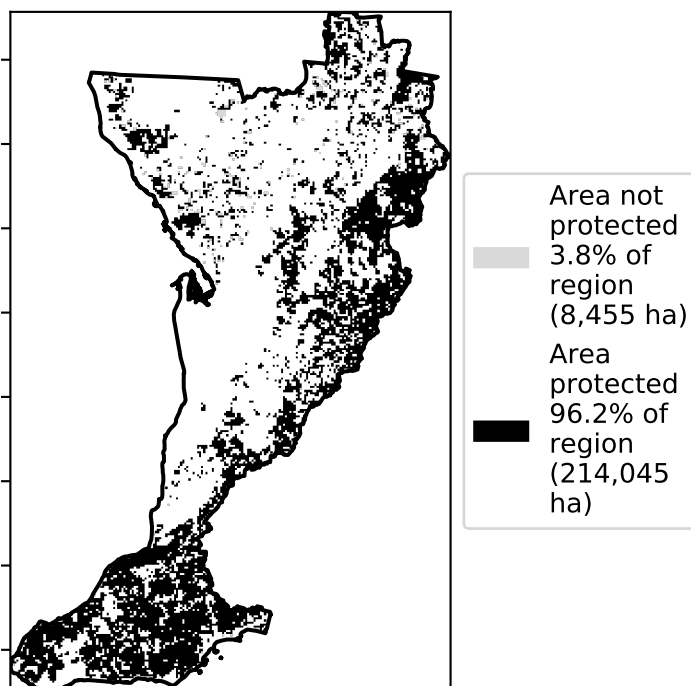 Area not
protected
3.8% of
region
(8,455 ha)
Area
protected
96.2% of
region
(214,045
ha)